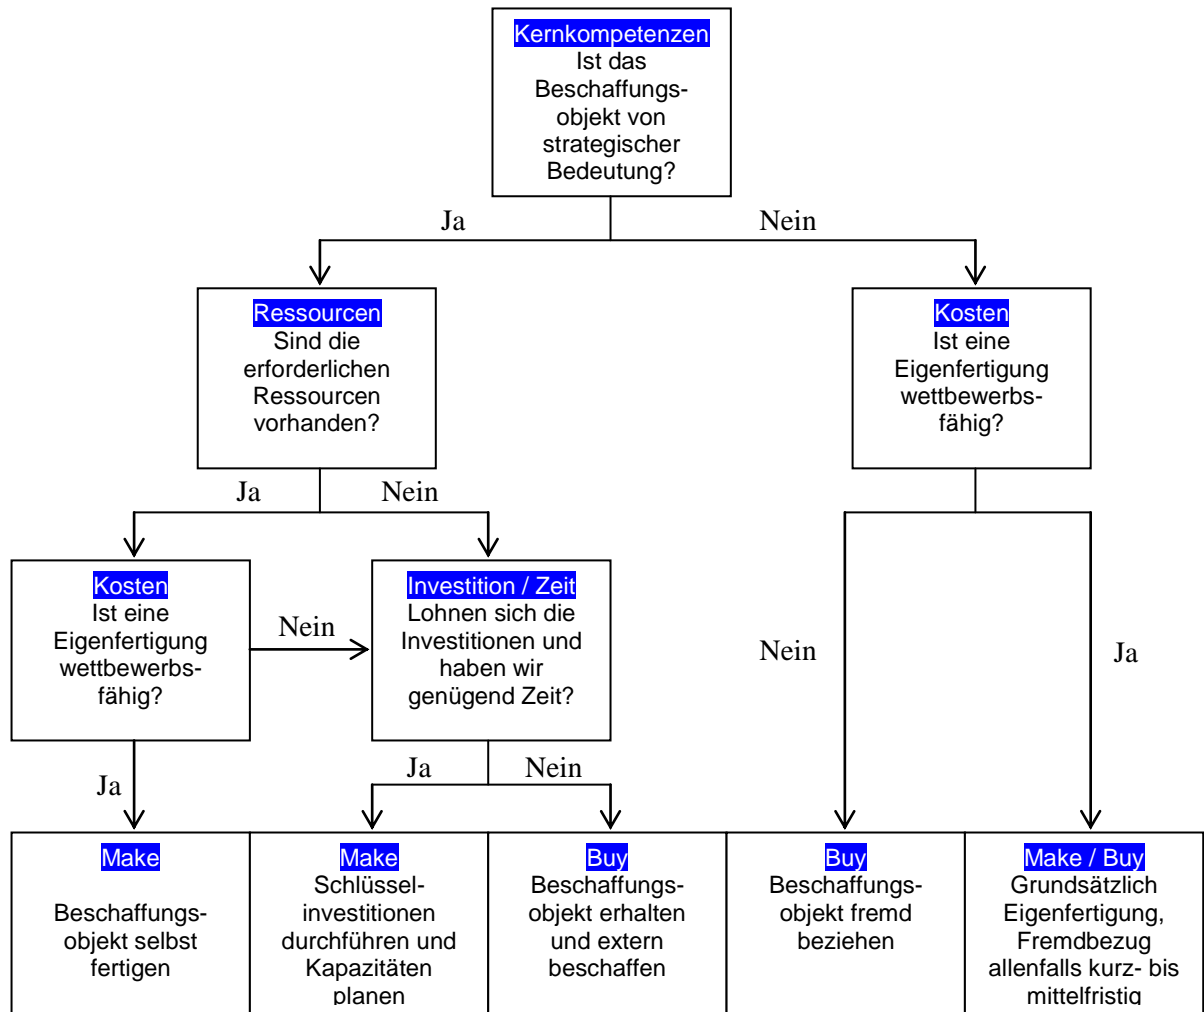 Kernkompetenzen
Ist das
Beschaffungs-
objekt von
strategischer
Bedeutung?
Ja
Nein
Ressourcen
Sind die
erforderlichen
Ressourcen
vorhanden?
Kosten
Ist eine
Eigenfertigung
wettbewerbs-
fähig?
Ja
Nein
Kosten
Ist eine
Eigenfertigung
wettbewerbs-
fähig?
Nein
Investition / Zeit
Lohnen sich die
Investitionen und
haben wir
genügend Zeit?
Nein
Ja
Ja
Ja
Nein
Make
Beschaffungs-
objekt selbst
fertigen
Make
Schlüssel-
investitionen
durchführen und
Kapazitäten
planen
Buy
Beschaffungs-
objekt erhalten
und extern
beschaffen
Buy
Beschaffungs-
objekt fremd
beziehen
Make / Buy
Grundsätzlich
Eigenfertigung,
Fremdbezug
allenfalls kurz- bis
mittelfristig